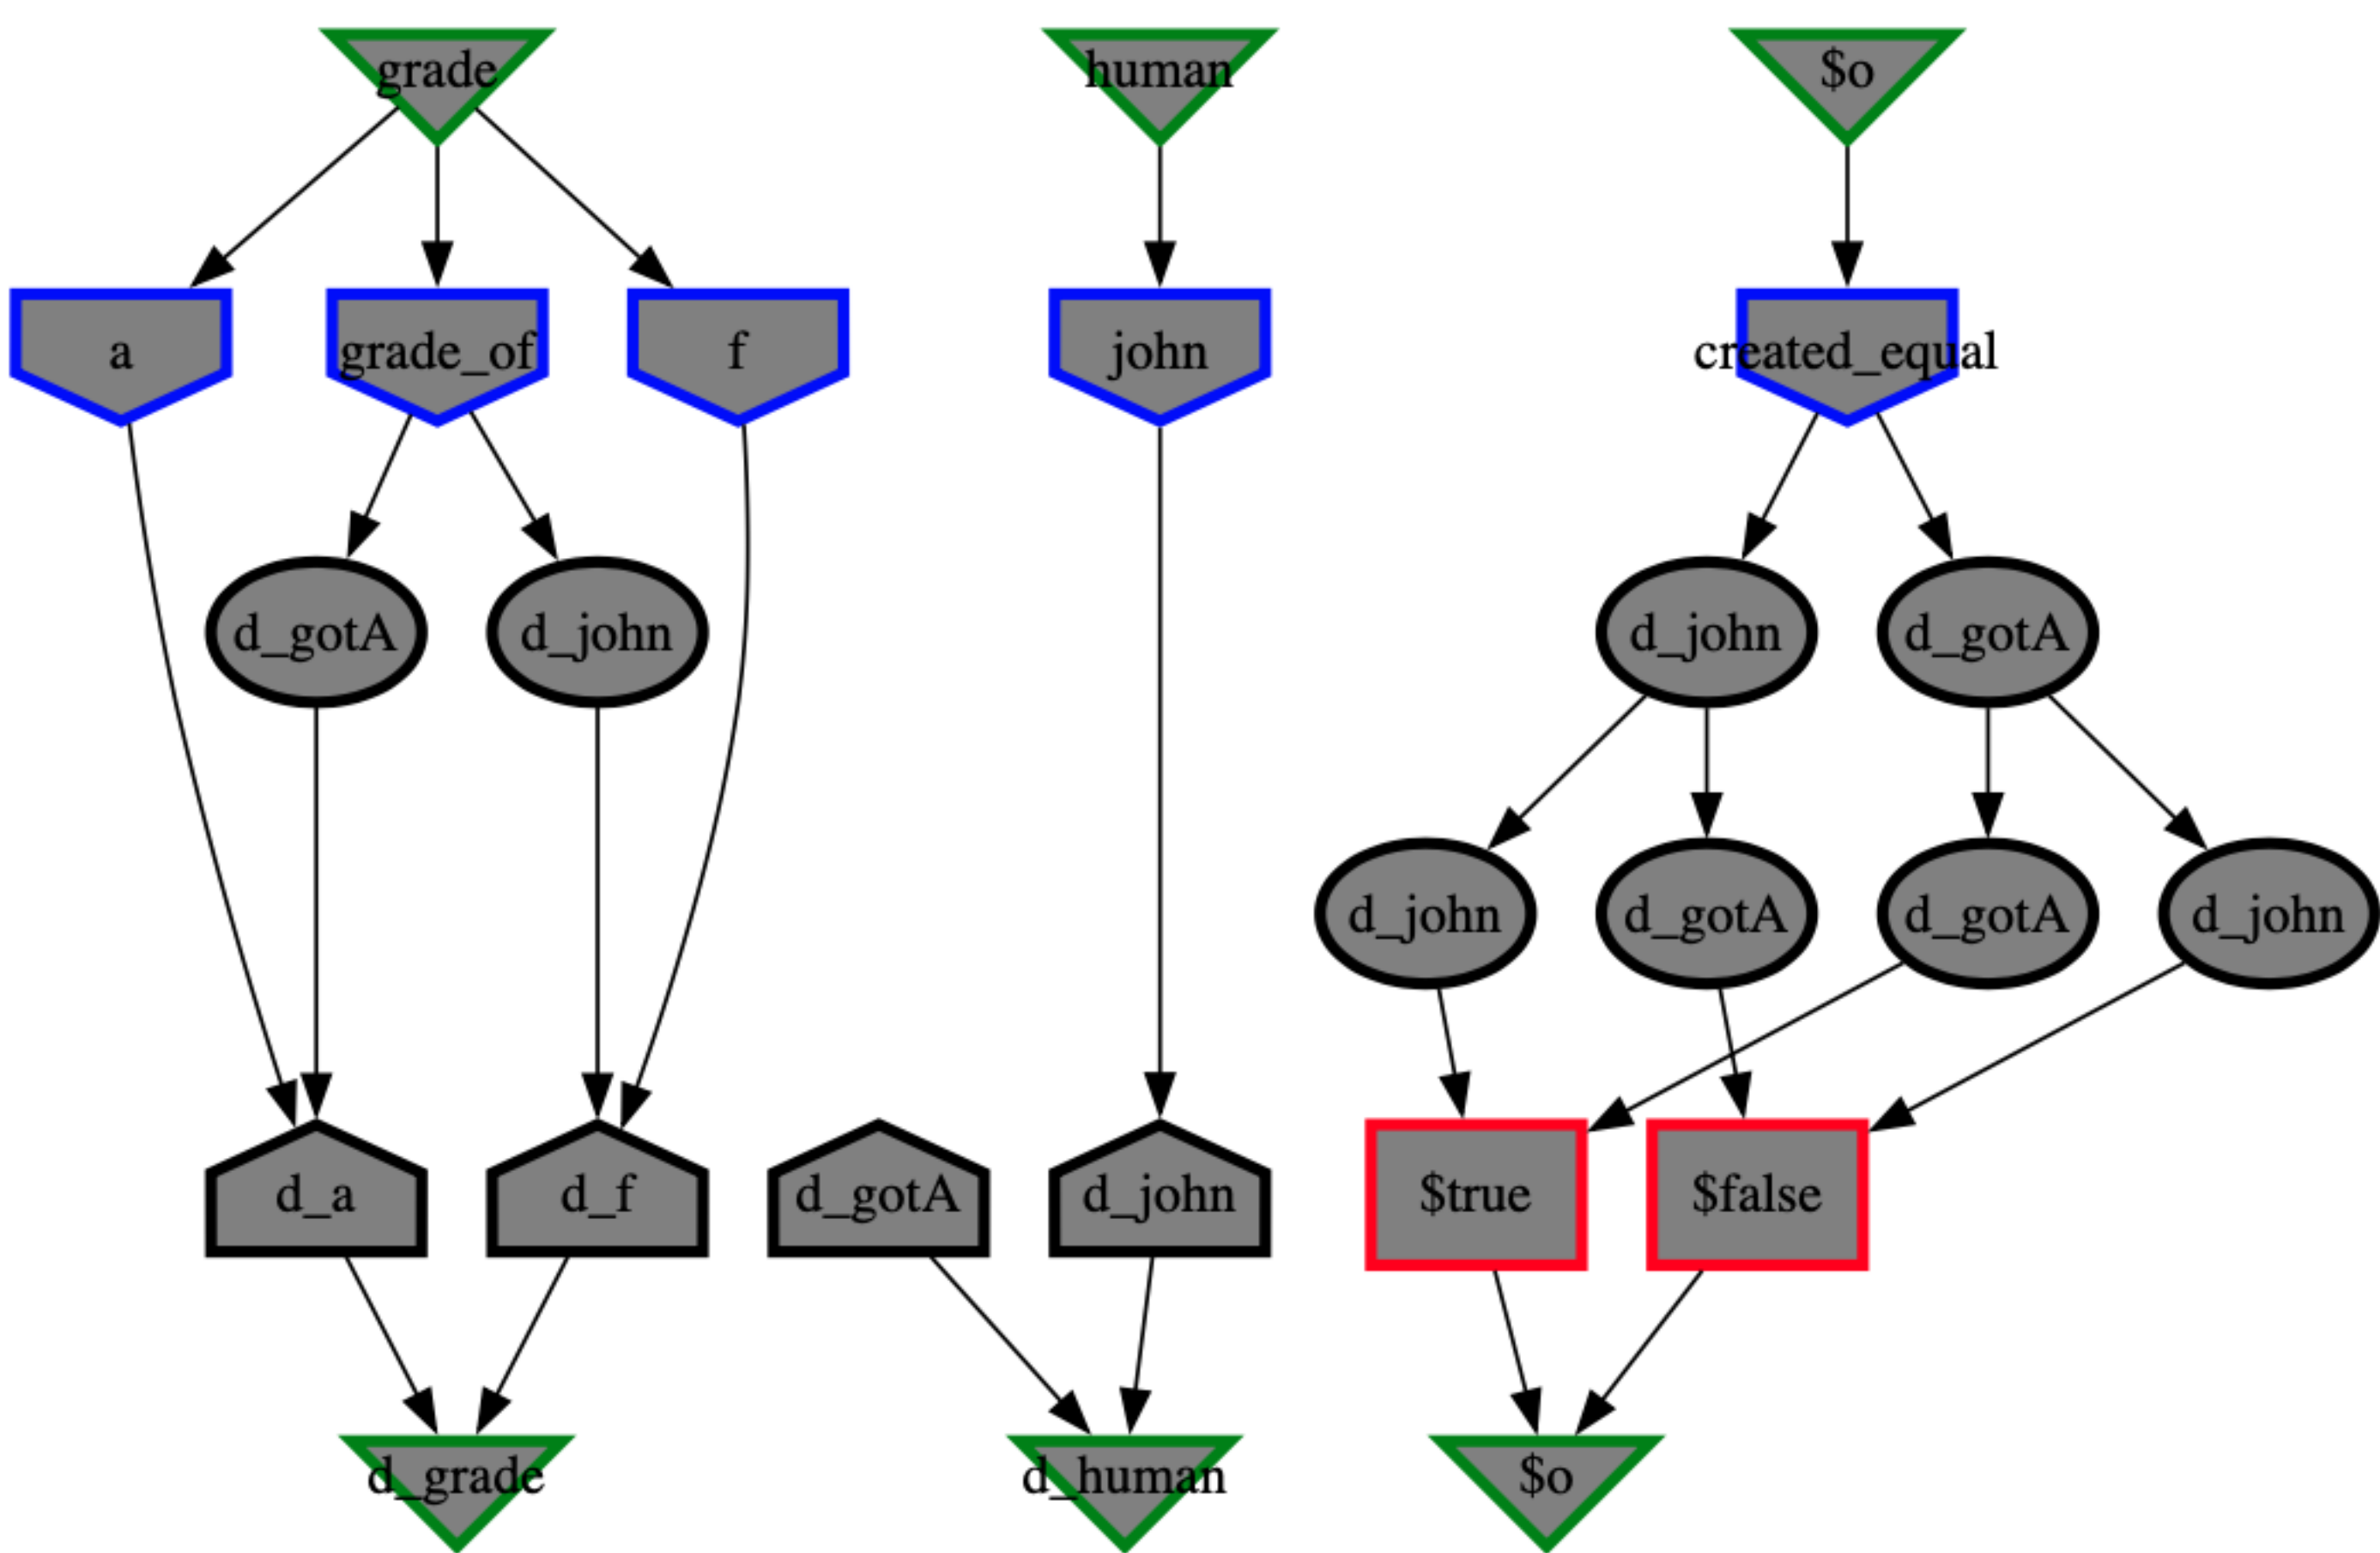 grade
human
$o
a
grade_of
f
john
created_equal
d_gotA
d_john
d_john
d_gotA
d_john
d_gotA
d_gotA
d_john
d_a
d_f
d_gotA
d_john
$true
$false
d_grade
d_human
$o